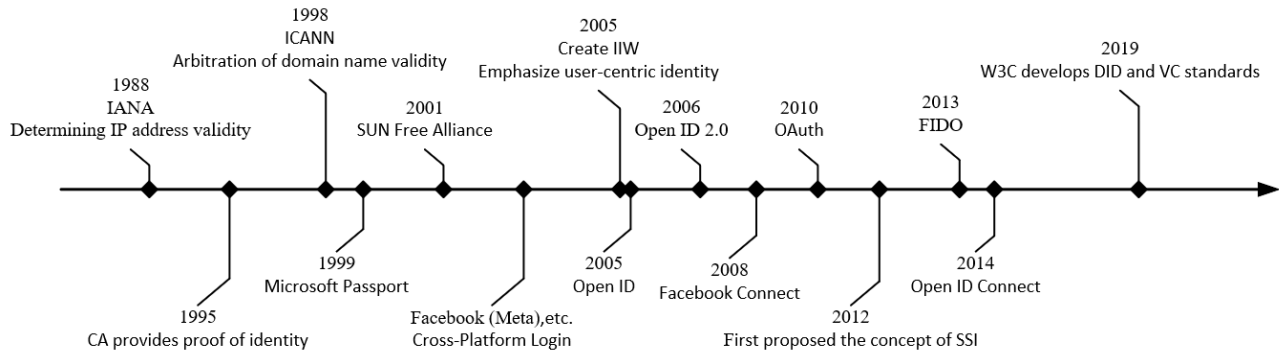 1988
IANA
Determining IP address validity
1995
CA provides proof of identity
1998
ICANN
Arbitration of domain name validity
1999
Microsoft Passport
2001
SUN Free Alliance
Facebook (Meta),etc.
Cross-Platform Login
2005
Create IIW
Emphasize user-centric identity
2005
Open ID
2006
Open ID 2.0
2008
Facebook Connect
2010
OAuth
2012
First proposed the concept of SSI
2013
FIDO
2014
Open ID Connect
2019
W3C develops DID and VC standards